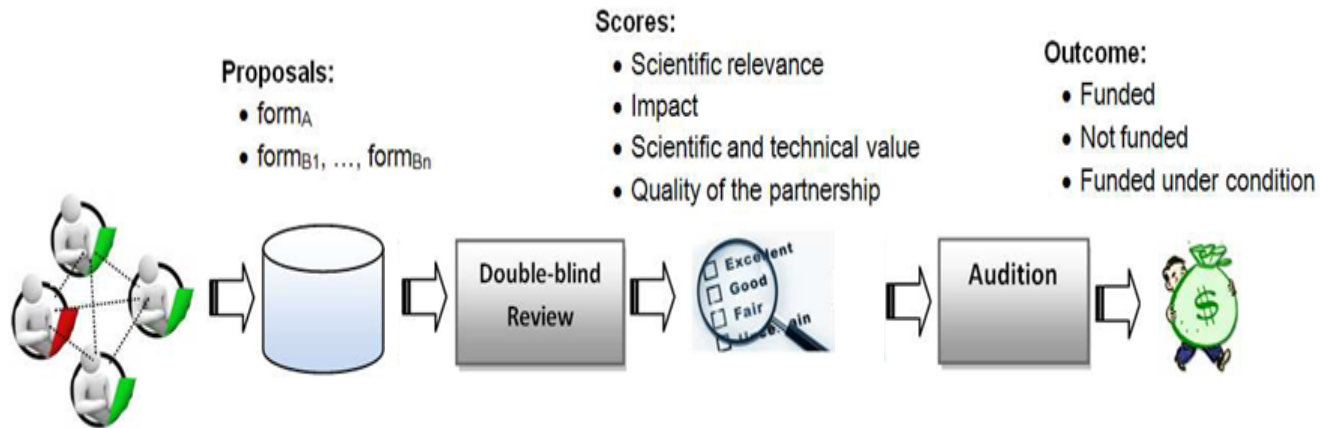 Proposals:
• formA
• formB1, …, formBn
Scores:
• Scientific relevance
• Impact
• Scientific and technical value
• Quality of the partnership
Outcome:
• Funded
• Not funded
• Funded under condition
Double-blind
Review
Excellent
Good
Fair
Audition
$